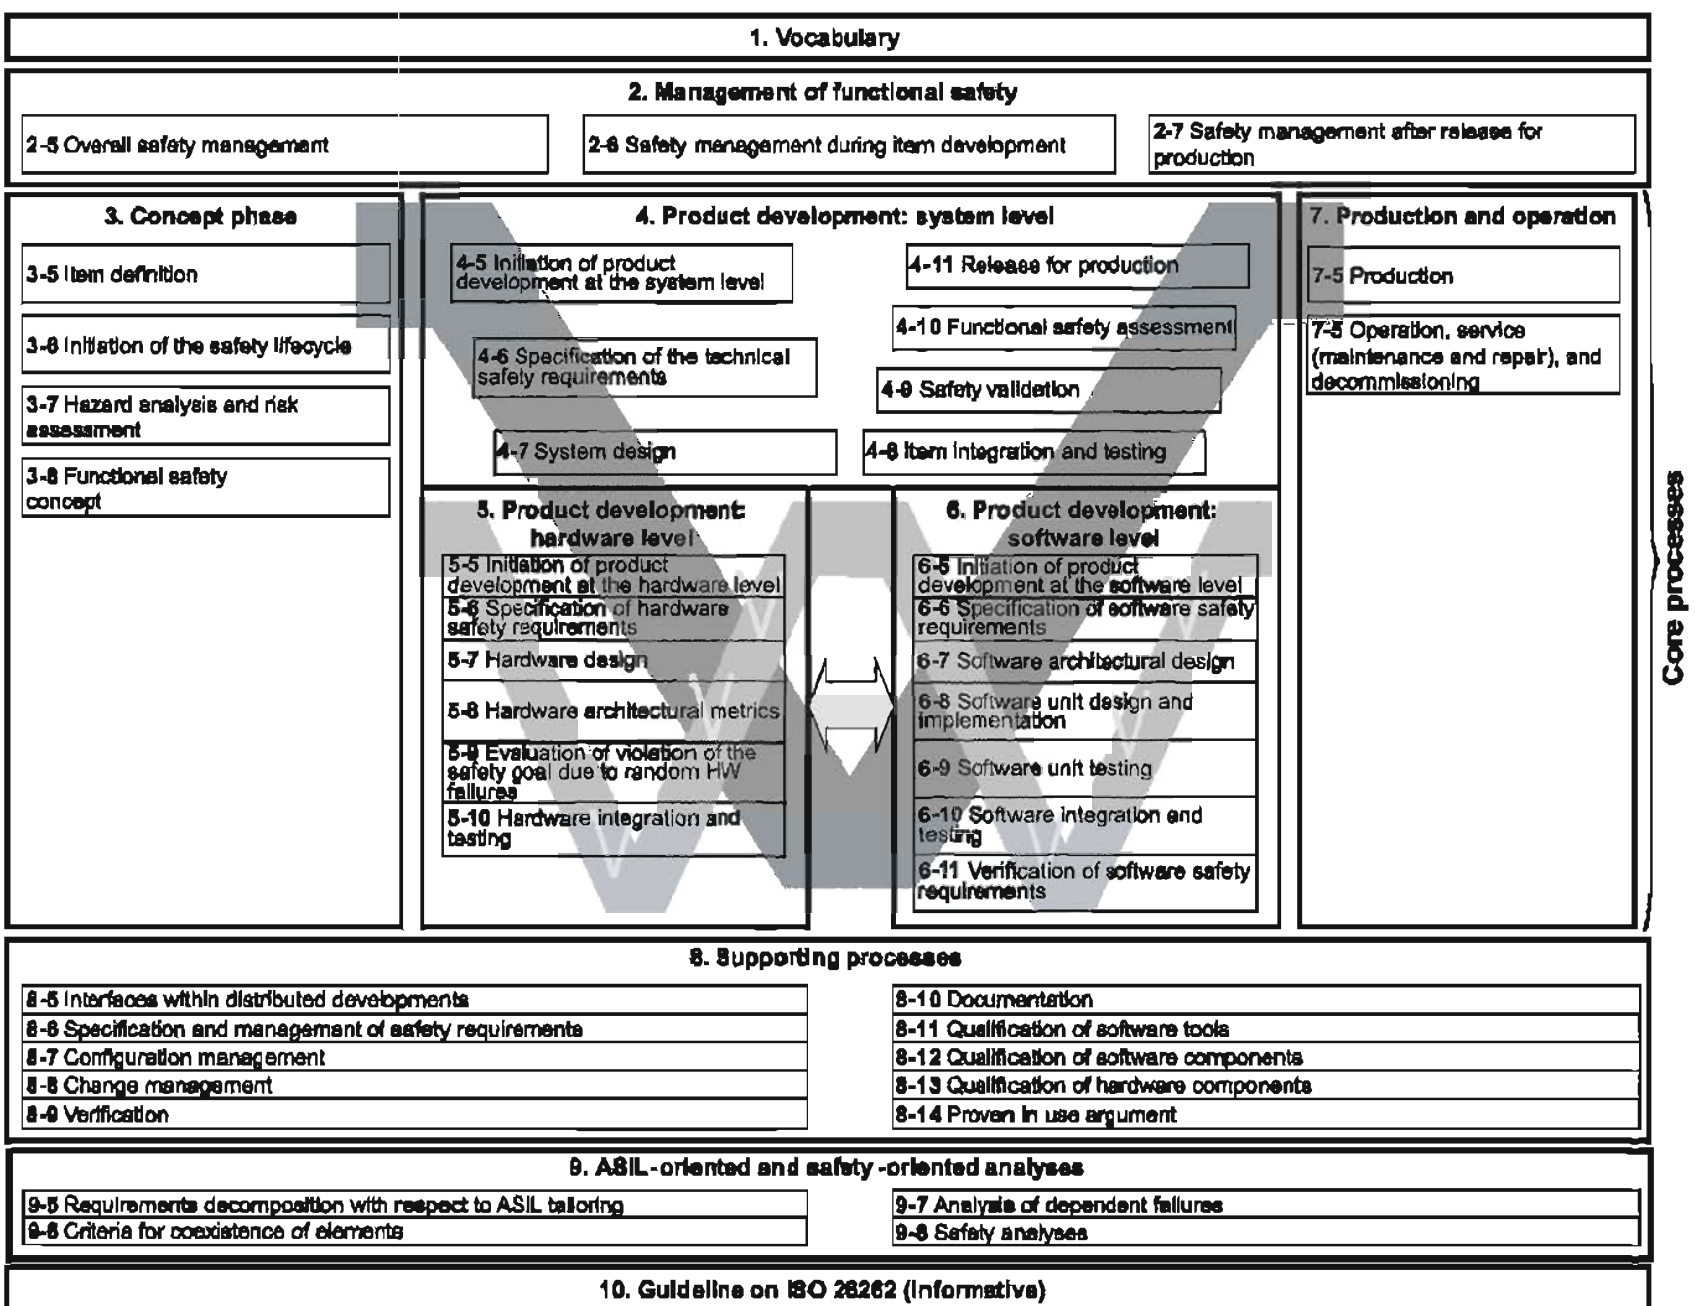 1. Vocabulary
2. Management of functional safety
2-5 Overall safety management
2-6 Safety management during item development
2-7 Safety management after release for
production
3. Concept phase
3-5 Item definition
3-6 Initiation of the safety lifecycle
3-7 Hazard analysis and risk
assessment
3-8 Functional safety
concept
4. Product development: system level
4-5 Initiation of product
development at the system level
4-6 Specification of the technical
safety requirements
4-7 System design
4-11 Release for production
4-10 Functional safety assessment
4-9 Safety validation
4-8 Item integration and testing
7. Production and operation
7-5 Production
7-5 Operation, service
(maintenance and repair), and
decommissioning
5. Product development:
hardware level
5-5 Initiation of product
development at the hardware level
5-6 Specification of hardware
safety requirements
5-7 Hardware design
5-8 Hardware architectural metrics
5-9 Evaluation of violation of the
safety goal due to random HW
failures
5-10 Hardware integration and
testing
6. Product development:
software level
6-5 Initiation of product
development at the software level
6-6 Specification of software safety
requirements
6-7 Software architectural design
6-8 Software unit design and
implementation
6-9 Software unit testing
6-10 Software integration and
testing
6-11 Verification of software safety
requirements
Core processes
8. Supporting processes
8-5 Interfaces within distributed developments
8-6 Specification and management of safety requirements
8-7 Configuration management
8-8 Change management
8-9 Verification
8-10 Documentation
8-11 Qualification of software tools
8-12 Qualification of software components
8-13 Qualification of hardware components
8-14 Proven in use argument
9. ASIL-oriented and safety-oriented analyses
9-5 Requirements decomposition with respect to ASIL tailoring
9-6 Criteria for coexistence of elements
9-7 Analysis of dependent failures
9-8 Safety analyses
10. Guideline on ISO 26262 (informative)